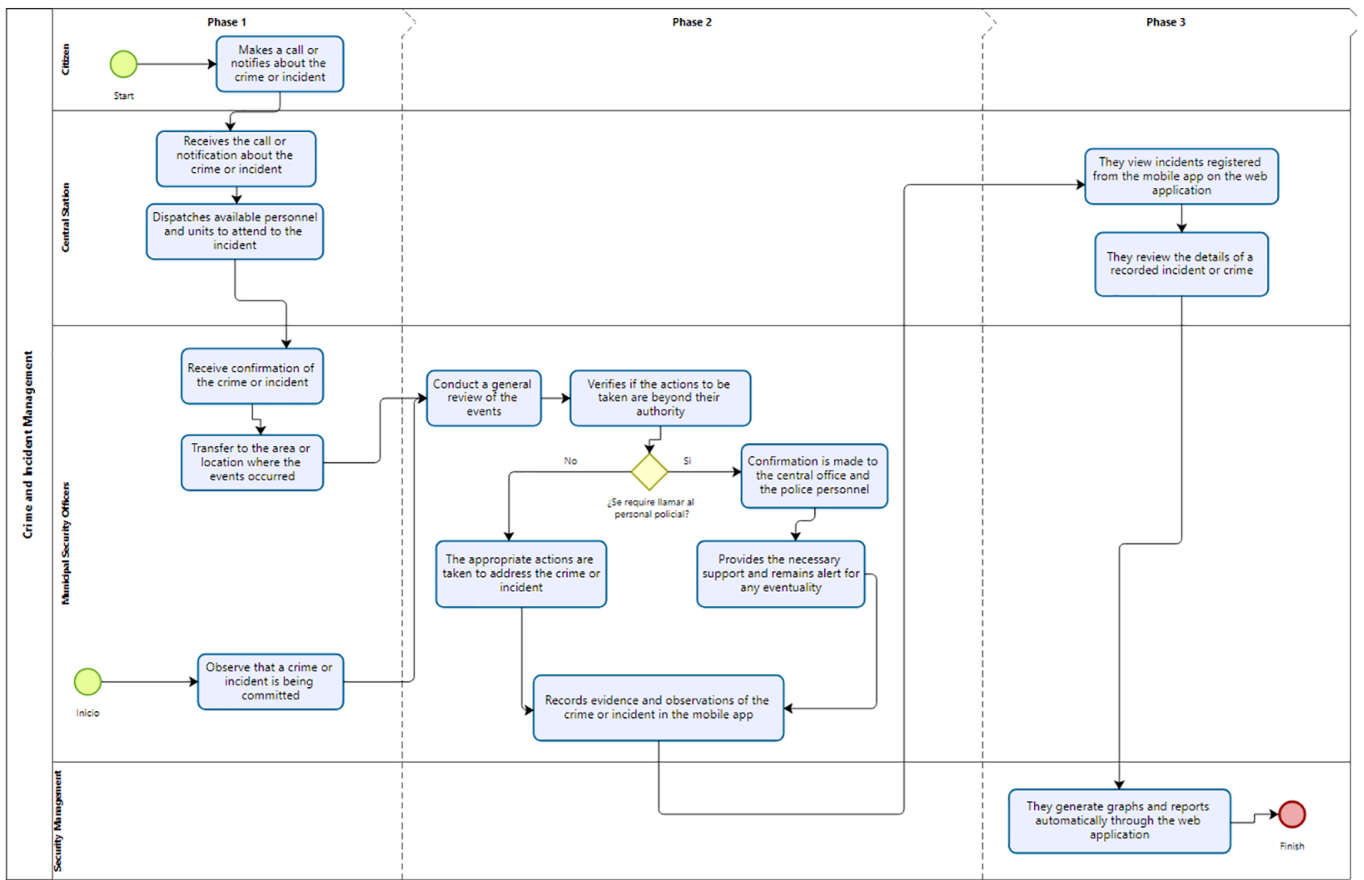 Phase 1
Phase 2
Phase 3
Crime and Incident Management
Citizen
Start
Makes a call or
notifies about the
crime or incident
Central Station
Receives the call or
notification about the
crime or incident
Dispatches available personnel
and units to attend to the
incident
They view incidents registered
from the mobile app on the web
application
They review the details of a
recorded incident or crime
Municipal Security Officers
Receive confirmation of
the crime or incident
Transfer to the area or
location where the
events occurred
Conduct a general
review of the
events
Verifies if the actions to be
taken are beyond their
authority
No
Si
¿Se require llamar al
personal policial?
Confirmation is made to
the central office and
the police personnel
The appropriate actions are
taken to address the crime or
incident
Provides the necessary
support and remains alert for
any eventuality
Inicio
Observe that a crime or
incident is being
committed
Records evidence and observations of the
crime or incident in the mobile app
Security Management
They generate graphs and reports
automatically through the web
application
Finish